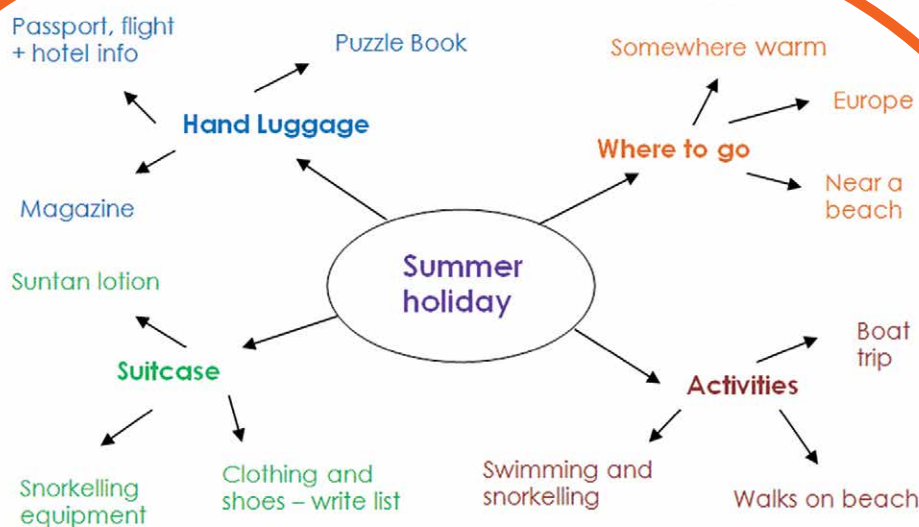 Passport, flight
+ hotel info
Puzzle Book
Hand Luggage
Magazine
Somewhere warm
Europe
Where to go
Near a
beach
Summer
holiday
Suntan lotion
Suitcase
Snorkelling
equipment
Clothing and
shoes – write list
Boat
trip
Activities
Swimming and
snorkelling
Walks on beach